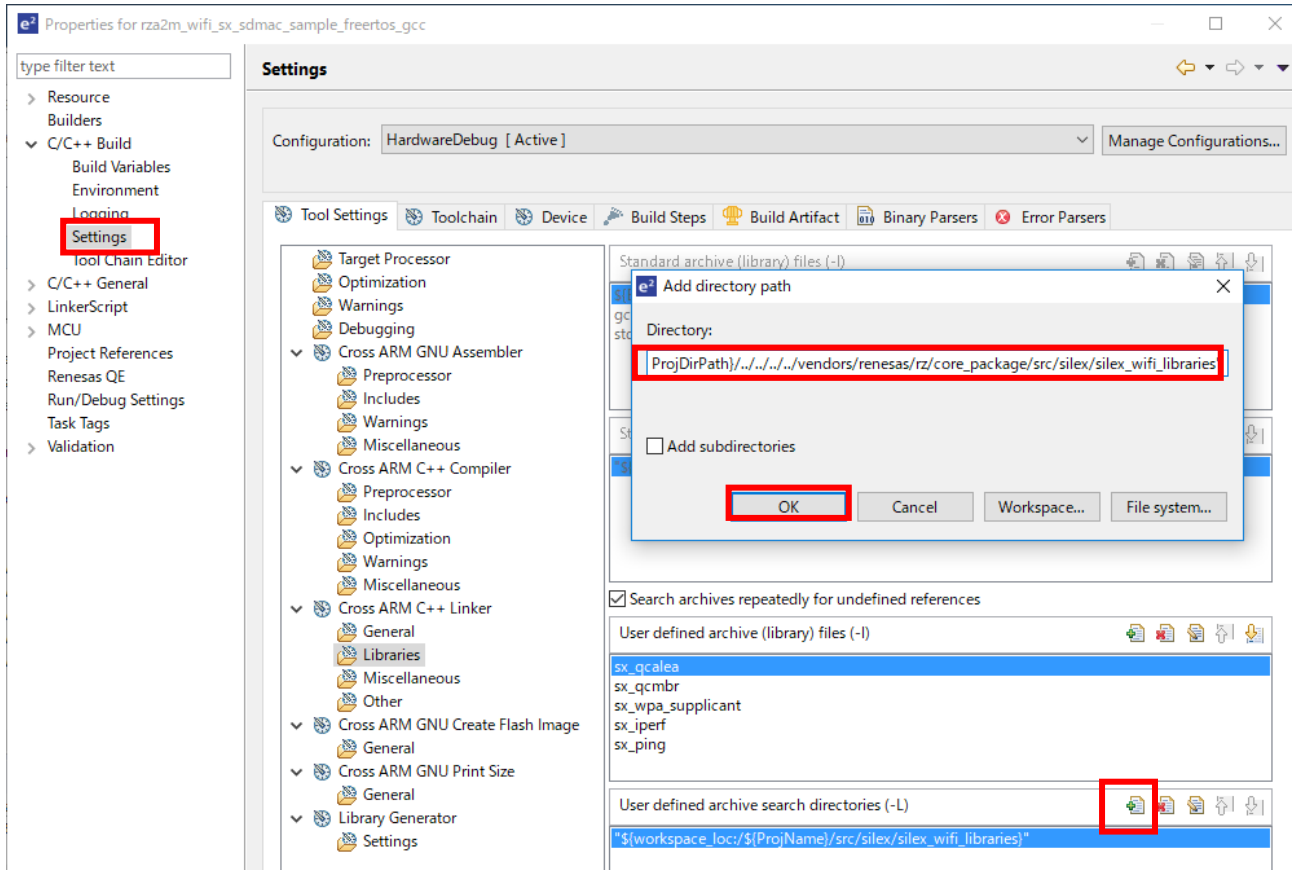 e² Properties for rza2m_wifi_sx_sdmac_sample_freertos_gcc
type filter text
Resource
Builders
C/C++ Build
Build Variables
Environment
Logging
Settings
Tool Chain Editor
C/C++ General
LinkerScript
MCU
Project References
Renesas QE
Run/Debug Settings
Task Tags
Validation
Settings
Configuration: HardwareDebug [ Active ] Manage Configurations...
Tool Settings Toolchain Device Build Steps Build Artifact Binary Parsers Error Parsers
Target Processor
Optimization
Warnings
Debugging
Cross ARM GNU Assembler
Preprocessor
Includes
Warnings
Miscellaneous
Cross ARM C++ Compiler
Preprocessor
Includes
Optimization
Warnings
Miscellaneous
Cross ARM C++ Linker
General
Libraries
Miscellaneous
Other
Cross ARM GNU Create Flash Image
General
Cross ARM GNU Print Size
General
Library Generator
Settings
Standard archive (library) files (-l)
e² Add directory path
Directory:
ProjDirPath}/../../../../vendors/renesas/rz/core_package/src/silex/silex_wifi_libraries"
Add subdirectories
OK Cancel Workspace... File system...
Search archives repeatedly for undefined references
User defined archive (library) files (-l)
sx_qcalea
sx_qcmbr
sx_wpa_supplicant
sx_iperf
sx_ping
User defined archive search directories (-L)
"${workspace_loc:/${ProjName}/src/silex/silex_wifi_libraries}"